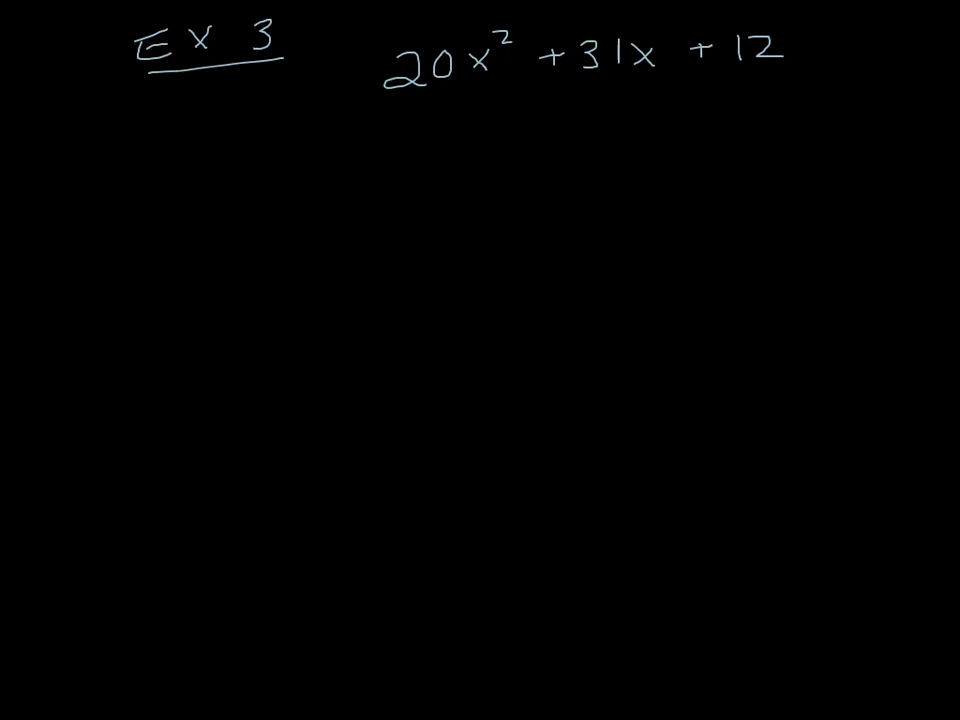 Ex 3 20x² + 31x + 12